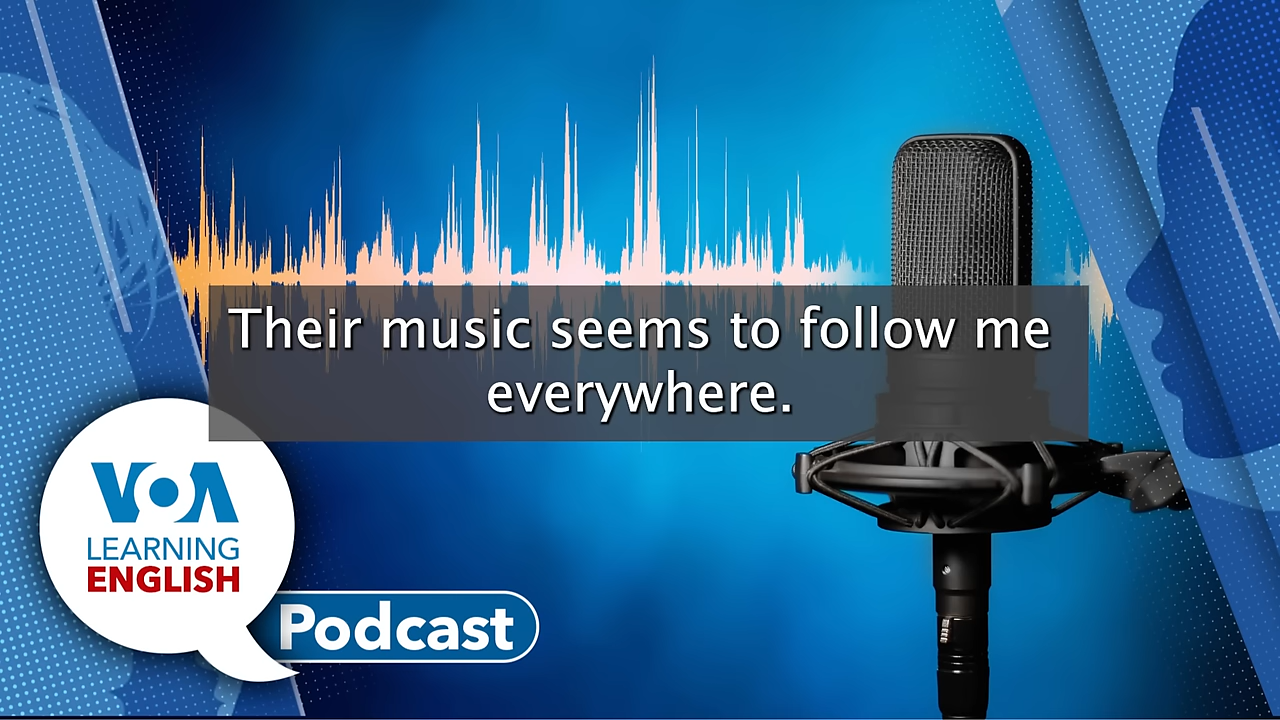 Their music seems to follow me
everywhere.
VOA
LEARNING
ENGLISH
Podcast